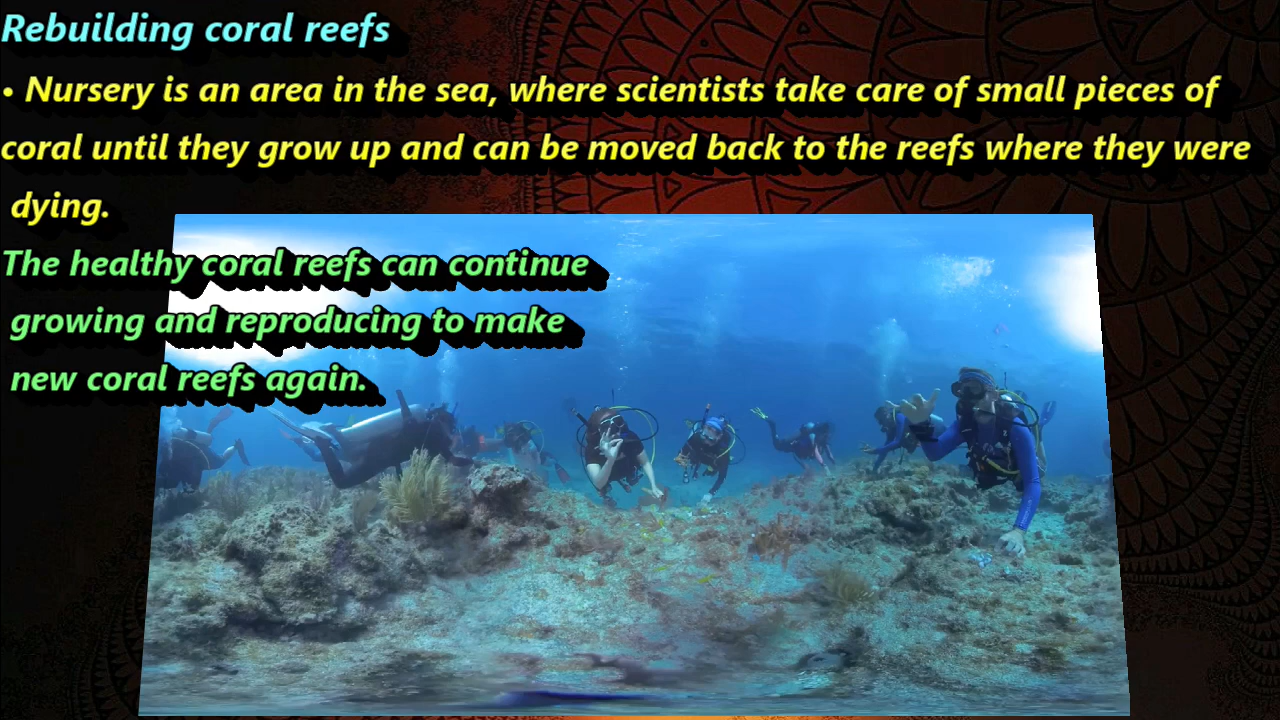 Rebuilding coral reefs
• Nursery is an area in the sea, where scientists take care of small pieces of
coral until they grow up and can be moved back to the reefs where they were
dying.
The healthy coral reefs can continue
growing and reproducing to make
new coral reefs again.